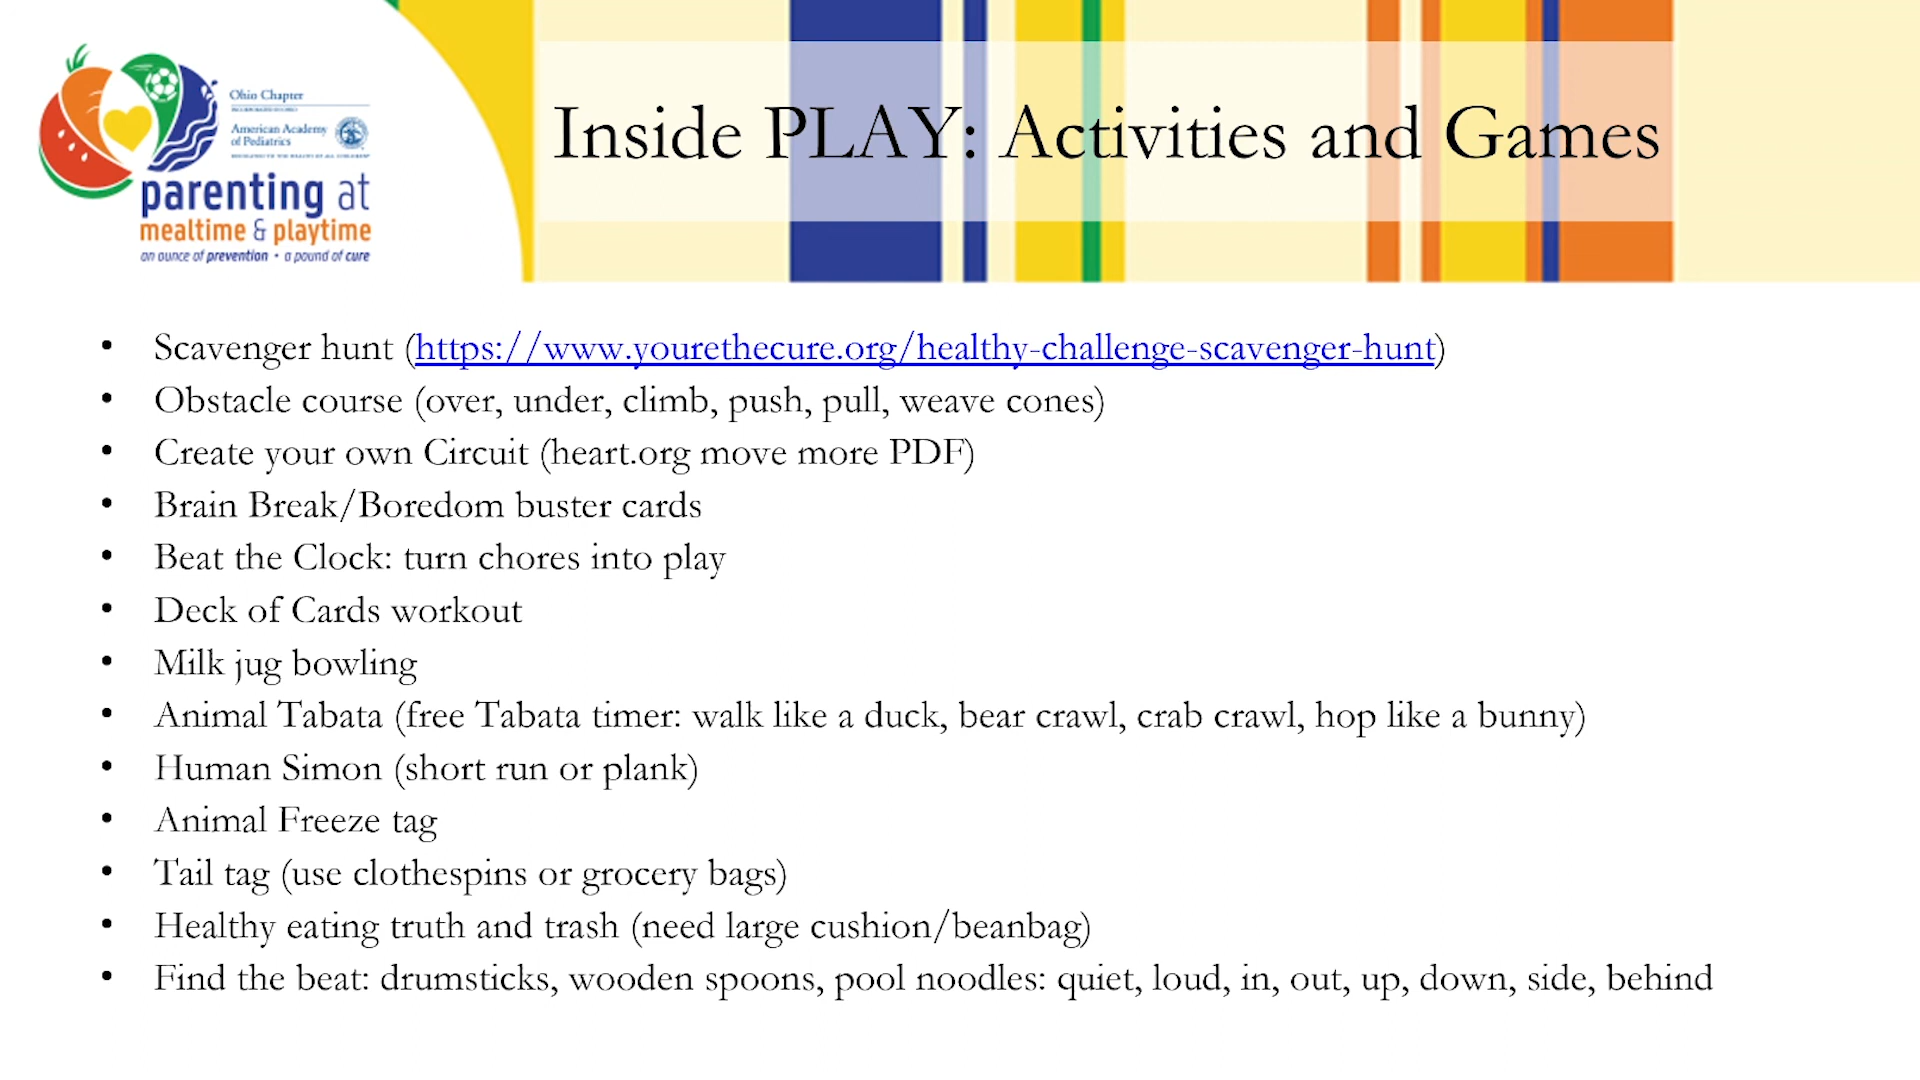 Ohio Chapter
American Academy
of Pediatrics
parenting at
mealtime & playtime
an ounce of prevention • a pound of cure
Inside PLAY: Activities and Games
• Scavenger hunt (https://www.yourethecure.org/healthy-challenge-scavenger-hunt)
• Obstacle course (over, under, climb, push, pull, weave cones)
• Create your own Circuit (heart.org move more PDF)
• Brain Break/Boredom buster cards
• Beat the Clock: turn chores into play
• Deck of Cards workout
• Milk jug bowling
• Animal Tabata (free Tabata timer: walk like a duck, bear crawl, crab crawl, hop like a bunny)
• Human Simon (short run or plank)
• Animal Freeze tag
• Tail tag (use clothespins or grocery bags)
• Healthy eating truth and trash (need large cushion/beanbag)
• Find the beat: drumsticks, wooden spoons, pool noodles: quiet, loud, in, out, up, down, side, behind